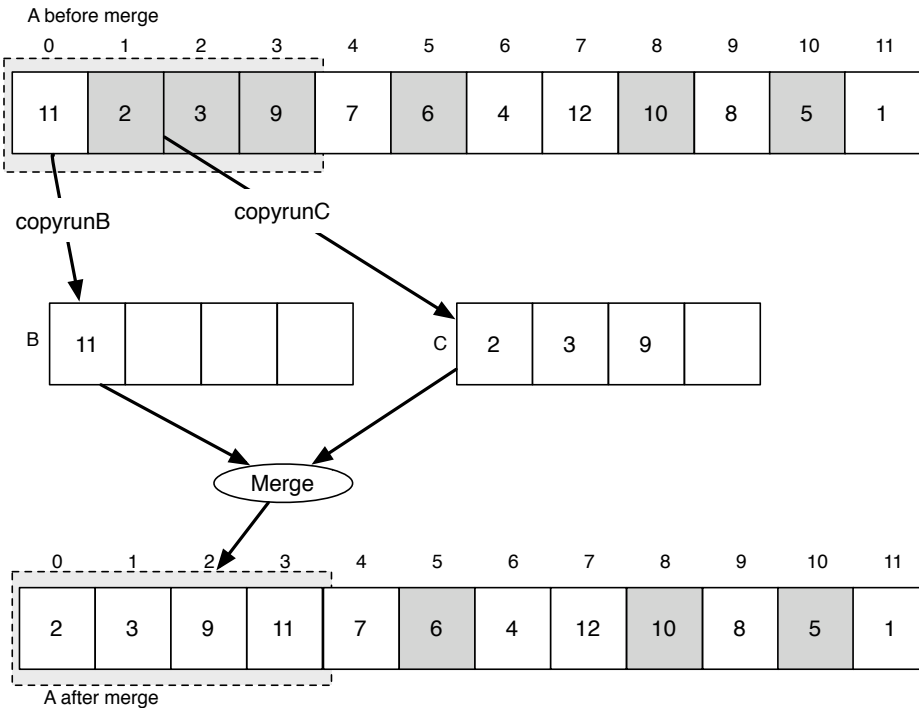 A before merge
0 1 2 3 4 5 6 7 8 9 10 11
11 2 3 9 7 6 4 12 10 8 5 1
copyrunB
copyrunC
B 11
C 2 3 9
Merge
0 1 2 3 4 5 6 7 8 9 10 11
2 3 9 11 7 6 4 12 10 8 5 1
A after merge